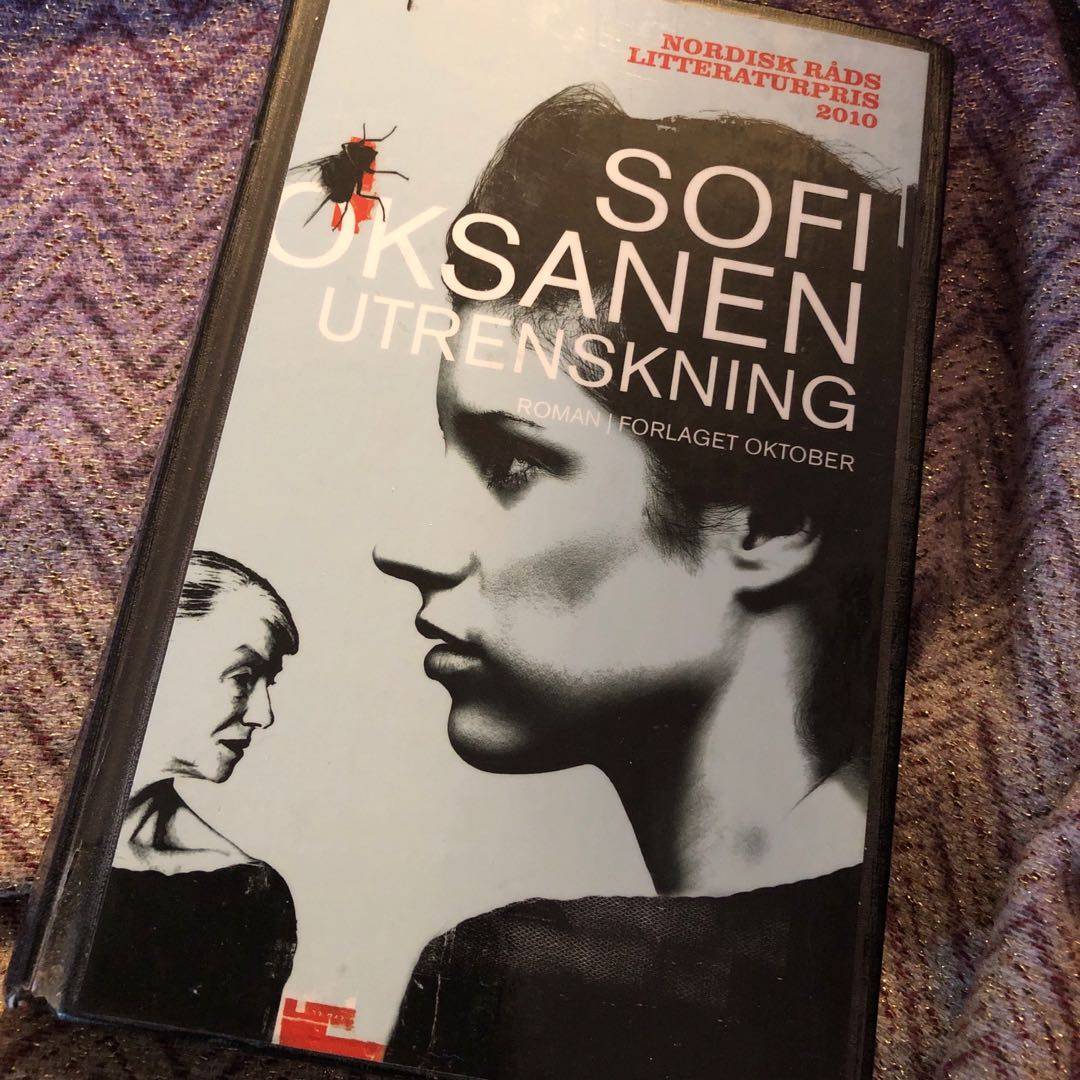 NORDISK RÅDS
LITTERATURPRIS
2010
SOFI
OKSANEN
UTRENSKNING
ROMAN | FORLAGET OKTOBER